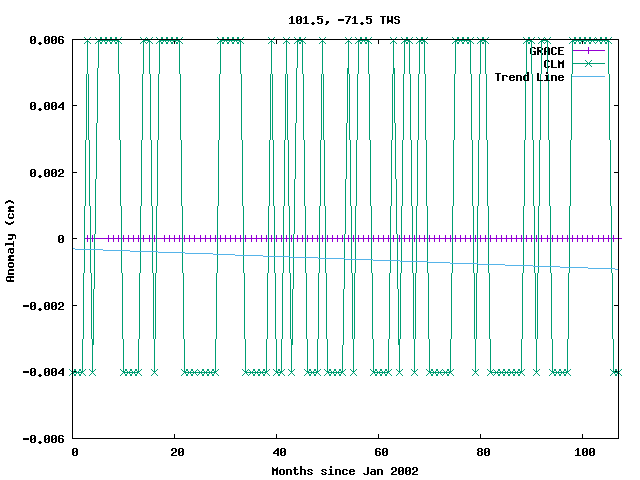 101.5, -71.5 TWS
GRACE
CLM
Trend Line
0.006
0.004
0.002
0
-0.002
-0.004
-0.006
Anomaly (cm)
0 20 40 60 80 100
Months since Jan 2002